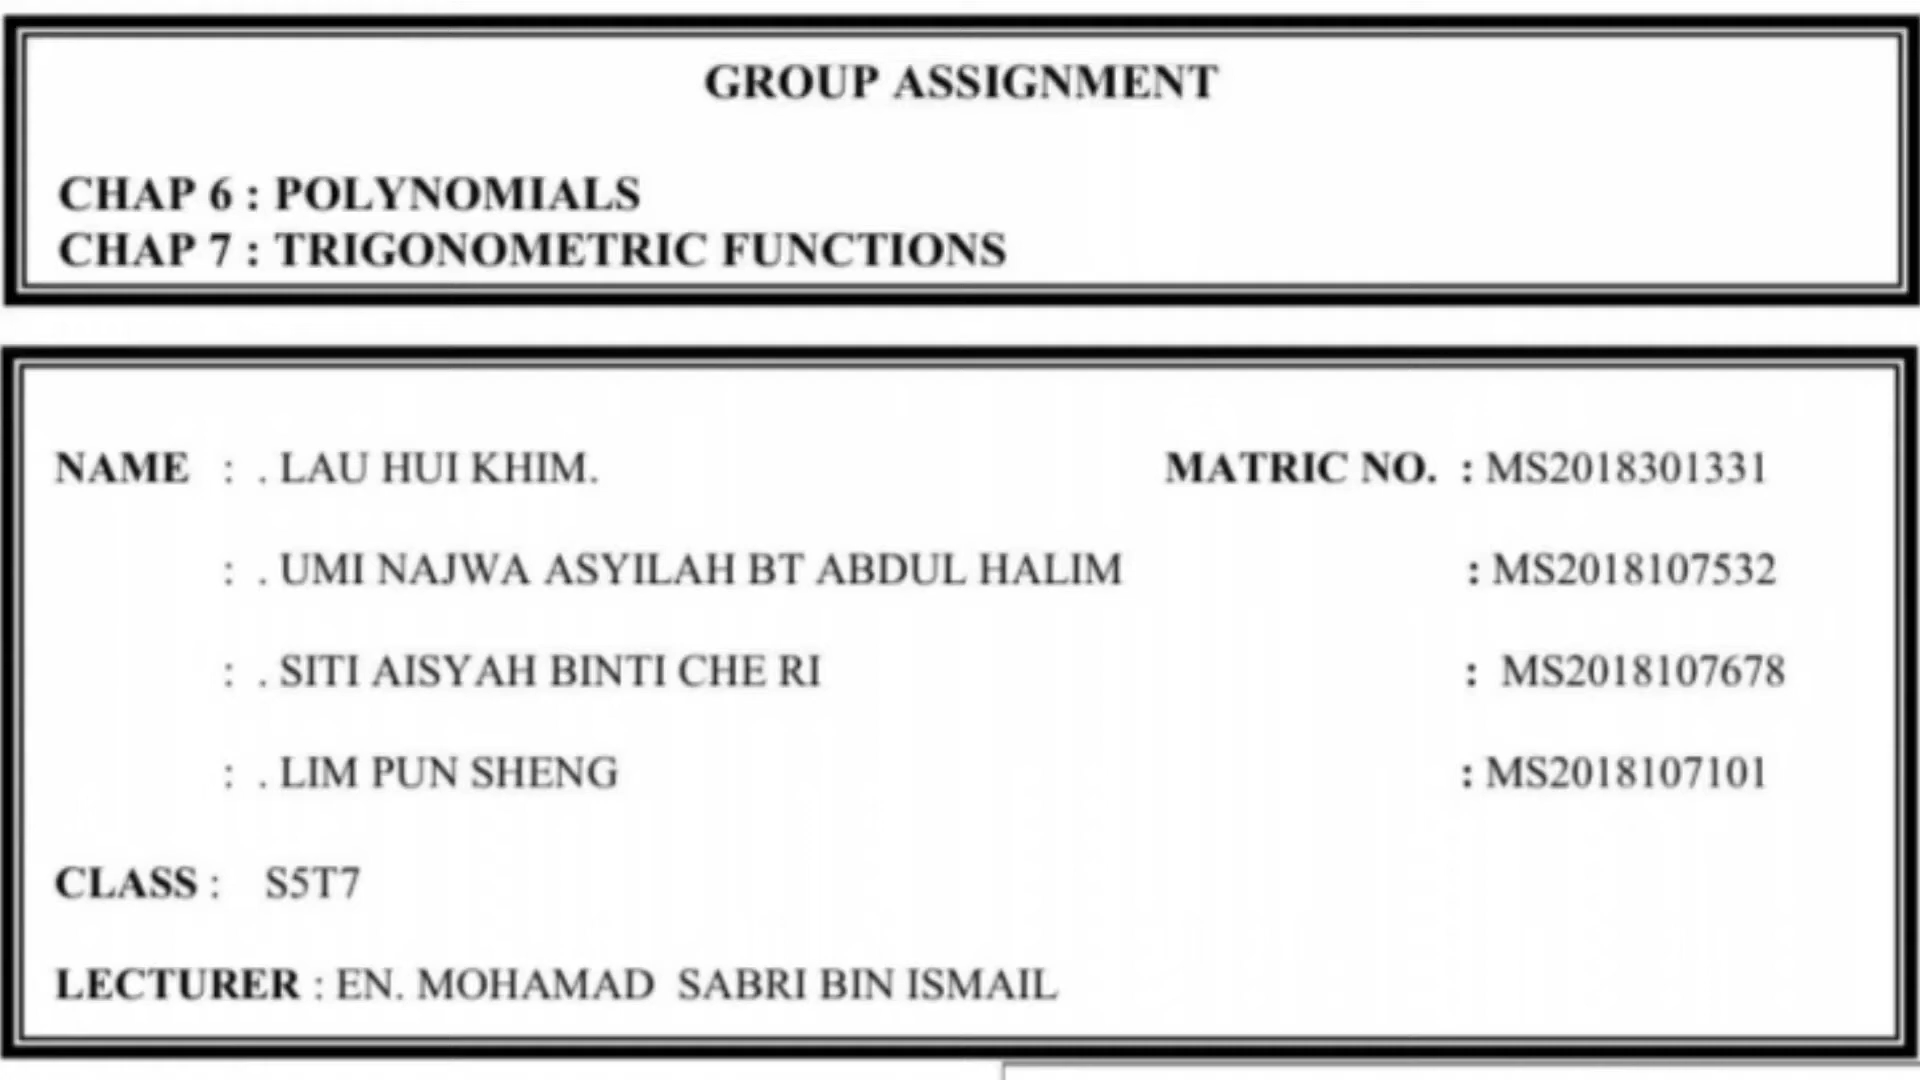 GROUP ASSIGNMENT
CHAP 6 : POLYNOMIALS
CHAP 7 : TRIGONOMETRIC FUNCTIONS
NAME : . LAU HUI KHIM. MATRIC NO. : MS2018301331
: . UMI NAJWA ASYILAH BT ABDUL HALIM : MS2018107532
: . SITI AISYAH BINTI CHE RI : MS2018107678
: . LIM PUN SHENG : MS2018107101
CLASS : S5T7
LECTURER : EN. MOHAMAD SABRI BIN ISMAIL